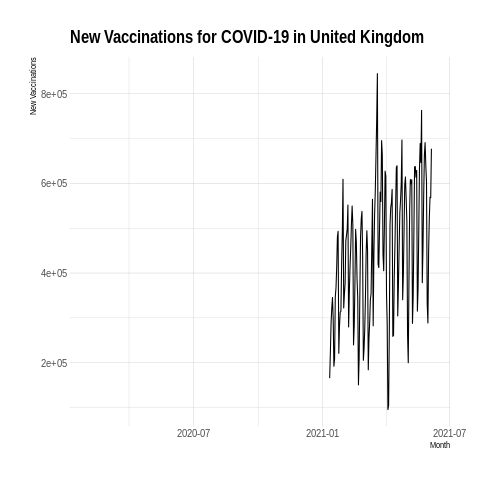 New Vaccinations for COVID-19 in United Kingdom
New Vaccinations
8e+05
6e+05
4e+05
2e+05
2020-07
2021-01
2021-07
Month